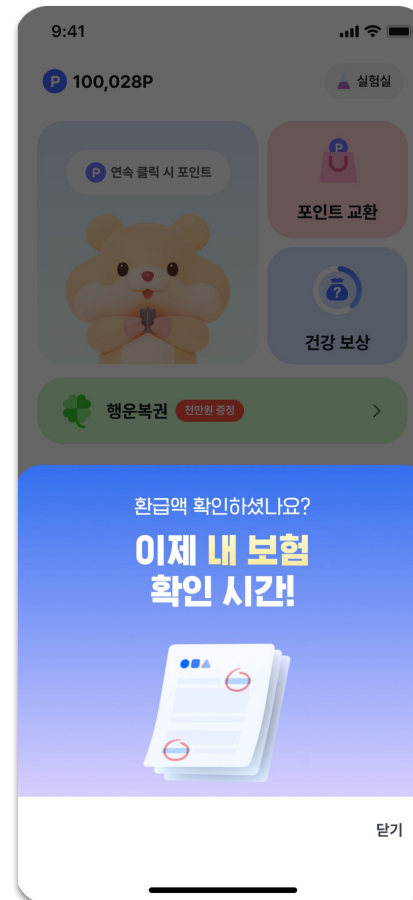 9:41
P 100,028P
실험실
P 연속 클릭 시 포인트
P
포인트 교환
?
건강 보상
행운복권 천만원 증정
환급액 확인하셨나요?
이제 내 보험
확인 시간!
닫기